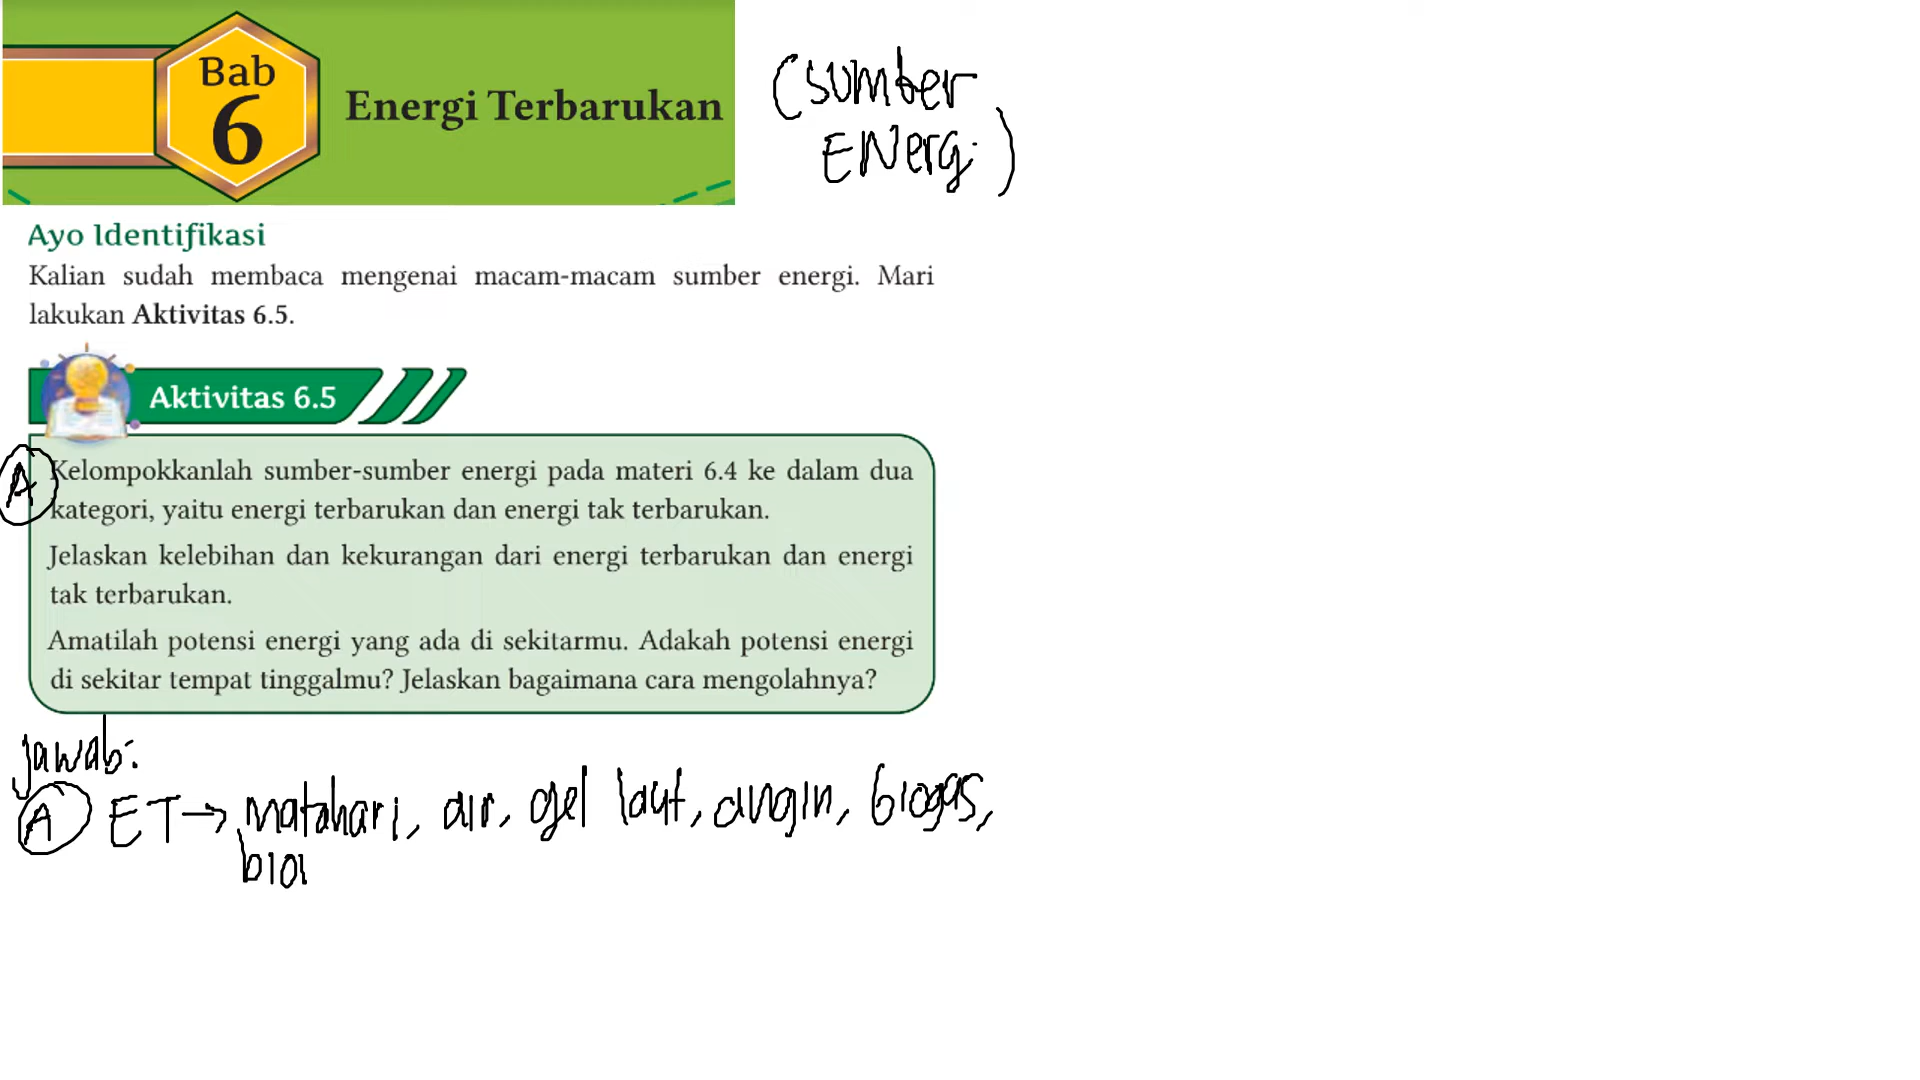 Bab
6
Energi Terbarukan
(sumber
ENergi)
Ayo Identifikasi
Kalian sudah membaca mengenai macam-macam sumber energi. Mari
lakukan Aktivitas 6.5.
Aktivitas 6.5
A
Kelompokkanlah sumber-sumber energi pada materi 6.4 ke dalam dua
kategori, yaitu energi terbarukan dan energi tak terbarukan.
Jelaskan kelebihan dan kekurangan dari energi terbarukan dan energi
tak terbarukan.
Amatilah potensi energi yang ada di sekitarmu. Adakah potensi energi
di sekitar tempat tinggalmu? Jelaskan bagaimana cara mengolahnya?
jawab:
A ET → matahari, air, gel laut, angin, biogas,